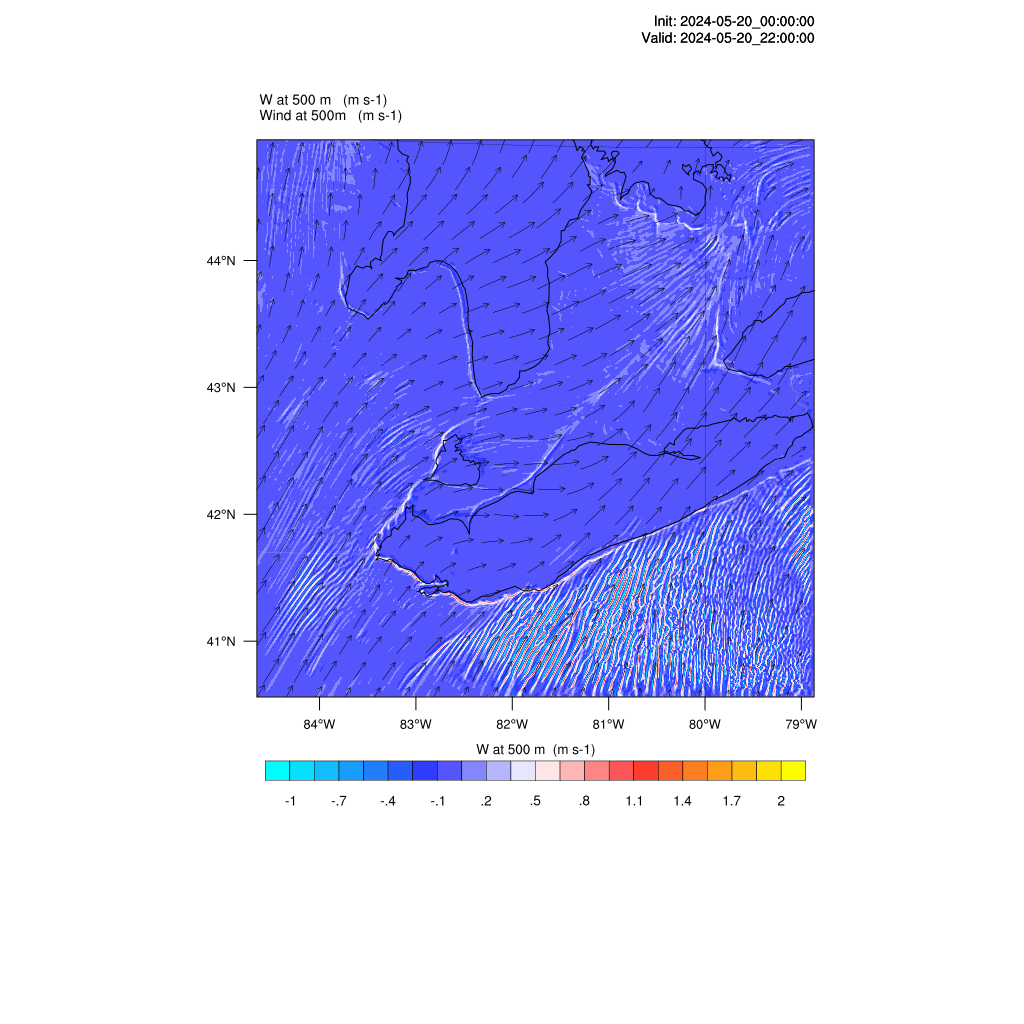 Init: 2024-05-20_00:00:00
Valid: 2024-05-20_22:00:00
W at 500 m (m s-1)
Wind at 500m (m s-1)
44°N
43°N
42°N
41°N
84°W 83°W 82°W 81°W 80°W 79°W
W at 500 m (m s-1)
-1 -.7 -.4 -.1 .2 .5 .8 1.1 1.4 1.7 2